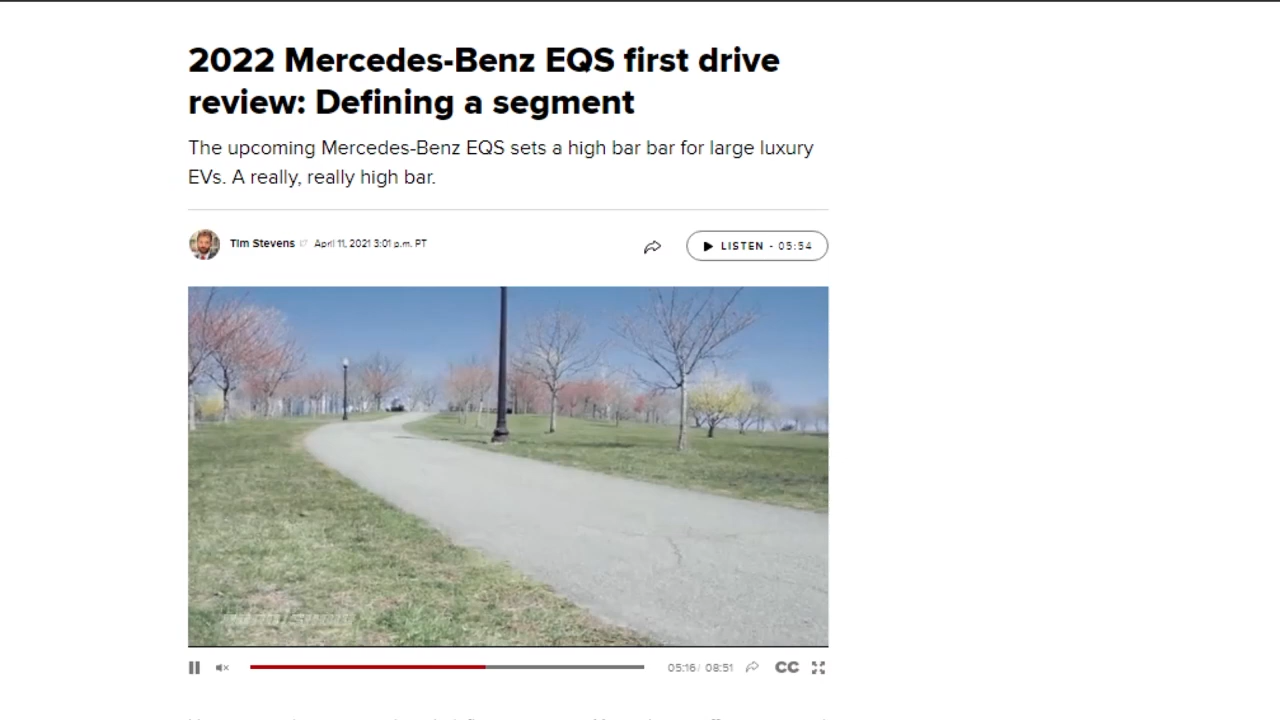 2022 Mercedes-Benz EQS first drive
review: Defining a segment
The upcoming Mercedes-Benz EQS sets a high bar bar for large luxury
EVs. A really, really high bar.
Tim Stevens April 11, 2021 3:01 p.m. PT
LISTEN - 05:54
05:16 / 08:51
CC